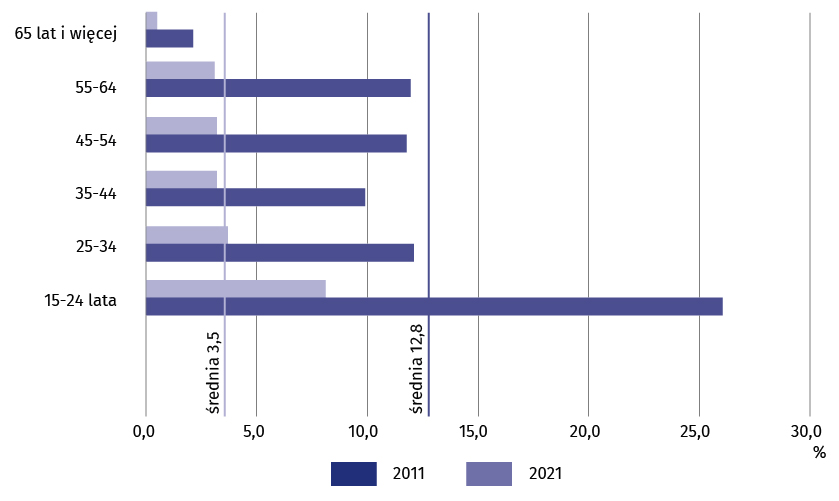 65 lat i więcej
55-64
45-54
35-44
25-34
15-24 lata
średnia 3,5
średnia 12,8
0,0 5,0 10,0 15,0 20,0 25,0 30,0
%
2011 2021